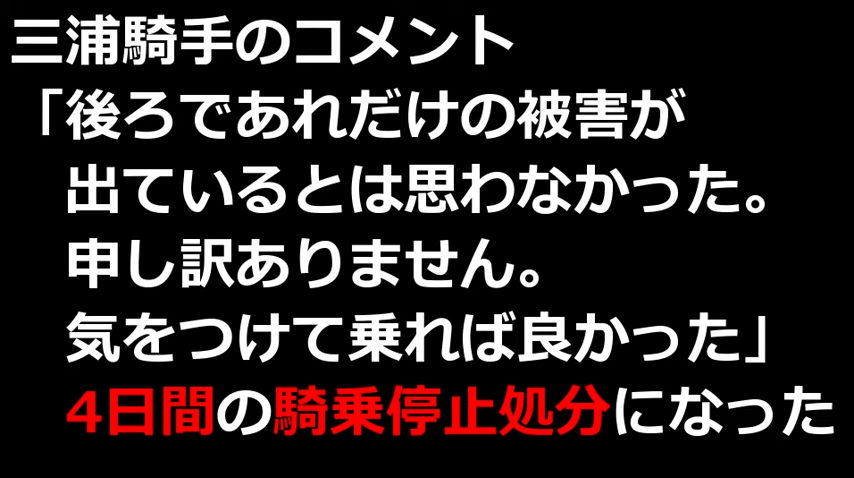 三浦騎手のコメント
「後ろであれだけの被害が
出ているとは思わなかった。
申し訳ありません。
気をつけて乗れば良かった」
4日間の騎乗停止処分になった